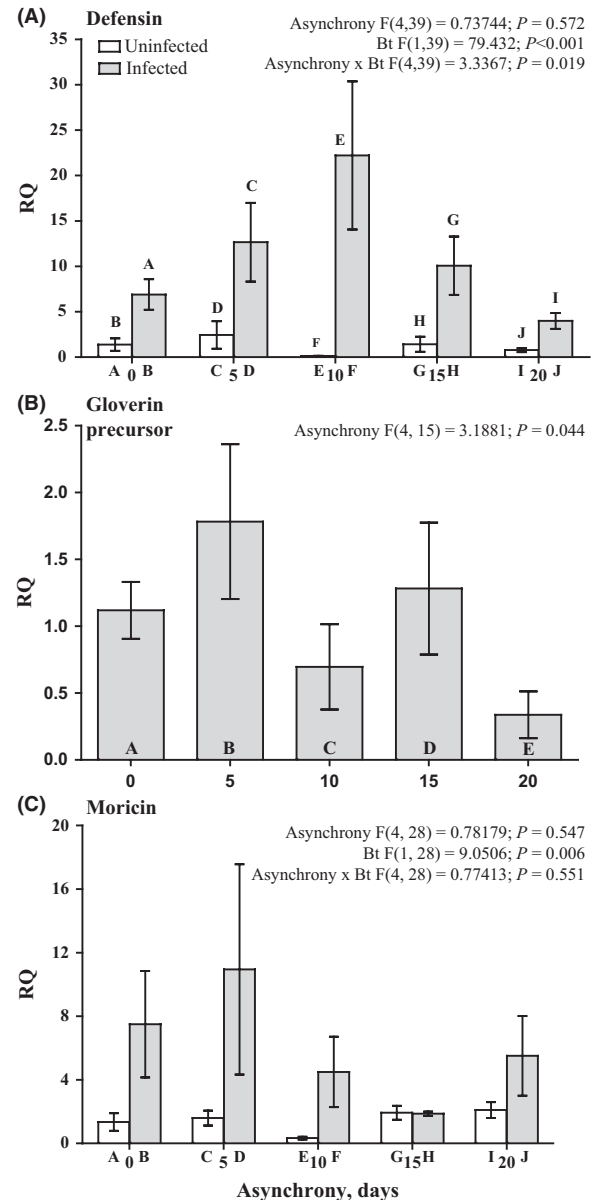 (A) Defensin
Asynchrony F(4,39) = 0.73744; P = 0.572
Bt F(1,39) = 79.432; P<0.001
Asynchrony x Bt F(4,39) = 3.3367; P = 0.019
Uninfected
Infected
35
30
25
20
15
10
5
0
RQ
B A D C F E H G J I
A 0 B C 5 D E 10 F G 15 H I 20 J
(B) Gloverin
precursor
Asynchrony F(4, 15) = 3.1881; P = 0.044
2.5
2.0
1.5
1.0
0.5
0.0
RQ
A B C D E
0 5 10 15 20
(C) Moricin
Asynchrony F(4, 28) = 0.78179; P = 0.547
Bt F(1, 28) = 9.0506; P = 0.006
Asynchrony x Bt F(4, 28) = 0.77413; P = 0.551
20
16
12
8
4
0
RQ
A 0 B C 5 D E 10 F G 15 H I 20 J
Asynchrony, days